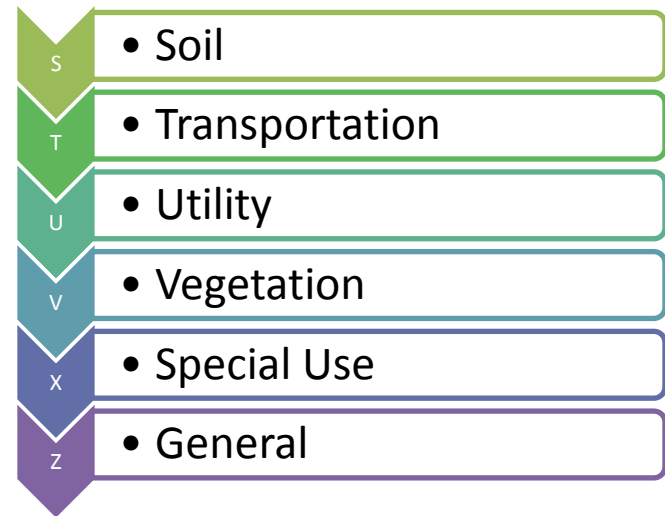 S
• Soil
T
• Transportation
U
• Utility
V
• Vegetation
X
• Special Use
Z
• General